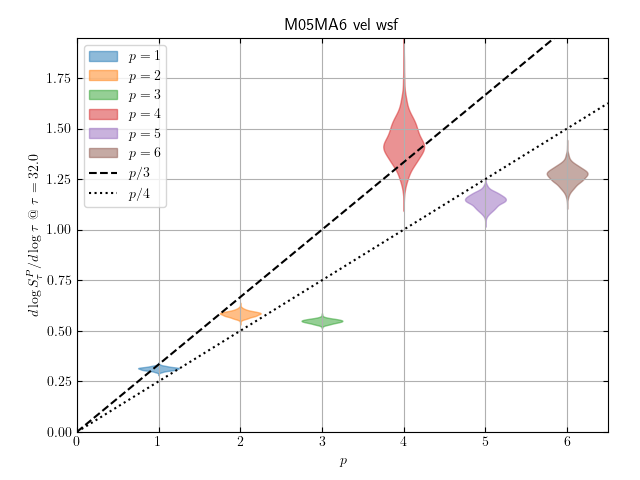 M05MA6 vel wsf
p = 1
p = 2
p = 3
p = 4
p = 5
p = 6
p/3
p/4
d log S_τ^p / d log τ @ τ = 32.0
1.75
1.50
1.25
1.00
0.75
0.50
0.25
0.00
0 1 2 3 4 5 6
p